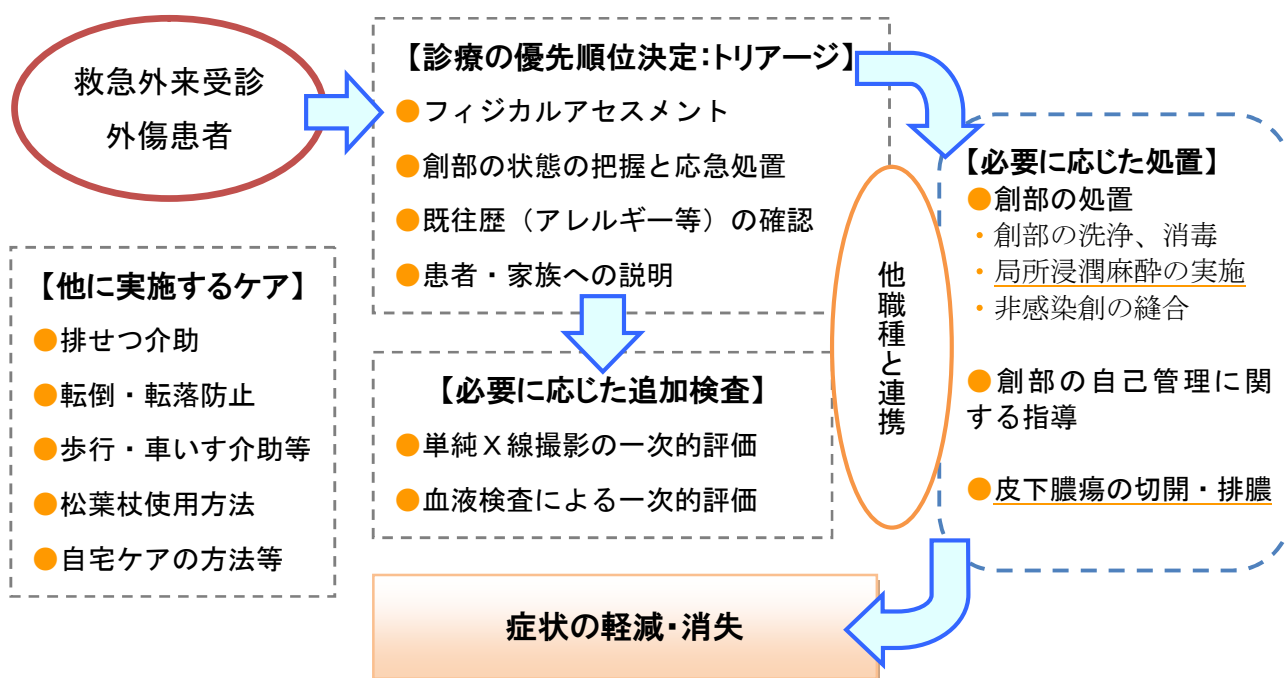 救急外来受診
外傷患者
【診療の優先順位決定:トリアージ】
●フィジカルアセスメント
●創部の状態の把握と応急処置
●既往歴（アレルギー等）の確認
●患者・家族への説明
【必要に応じた処置】
●創部の処置
・創部の洗浄、消毒
・局所浸潤麻酔の実施
・非感染創の縫合
●創部の自己管理に関
する指導
●皮下膿瘍の切開・排膿
他職種と連携
【他に実施するケア】
●排せつ介助
●転倒・転落防止
●歩行・車いす介助等
●松葉杖使用方法
●自宅ケアの方法等
【必要に応じた追加検査】
●単純Ｘ線撮影の一次的評価
●血液検査による一次的評価
症状の軽減・消失